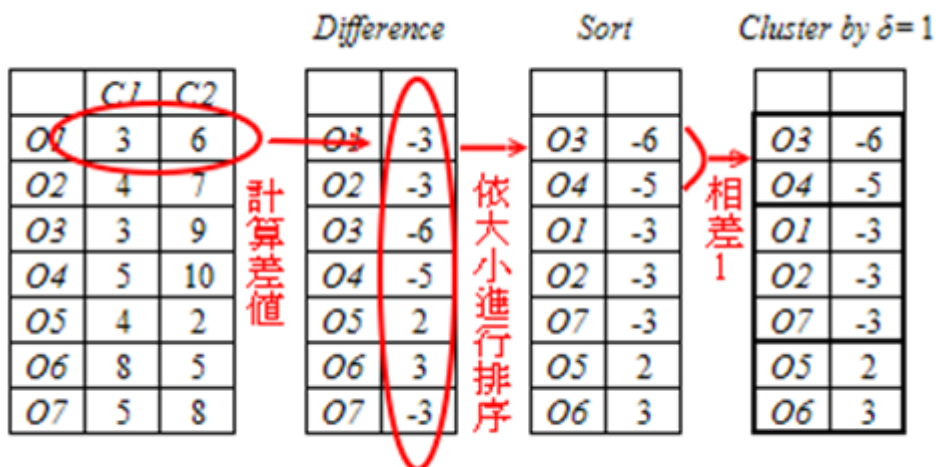 Difference Sort Cluster by δ= 1
C1 C2
O1 3 6 O1 -3 O3 -6 O3 -6
O2 4 7 O2 -3 O4 -5 O4 -5
O3 3 9 O3 -6 O1 -3 O1 -3
O4 5 10 O4 -5 O2 -3 O2 -3
O5 4 2 O5 2 O7 -3 O7 -3
O6 8 5 O6 3 O5 2 O5 2
O7 5 8 O7 -3 O6 3 O6 3
計算差值
依大小進行排序
相差1